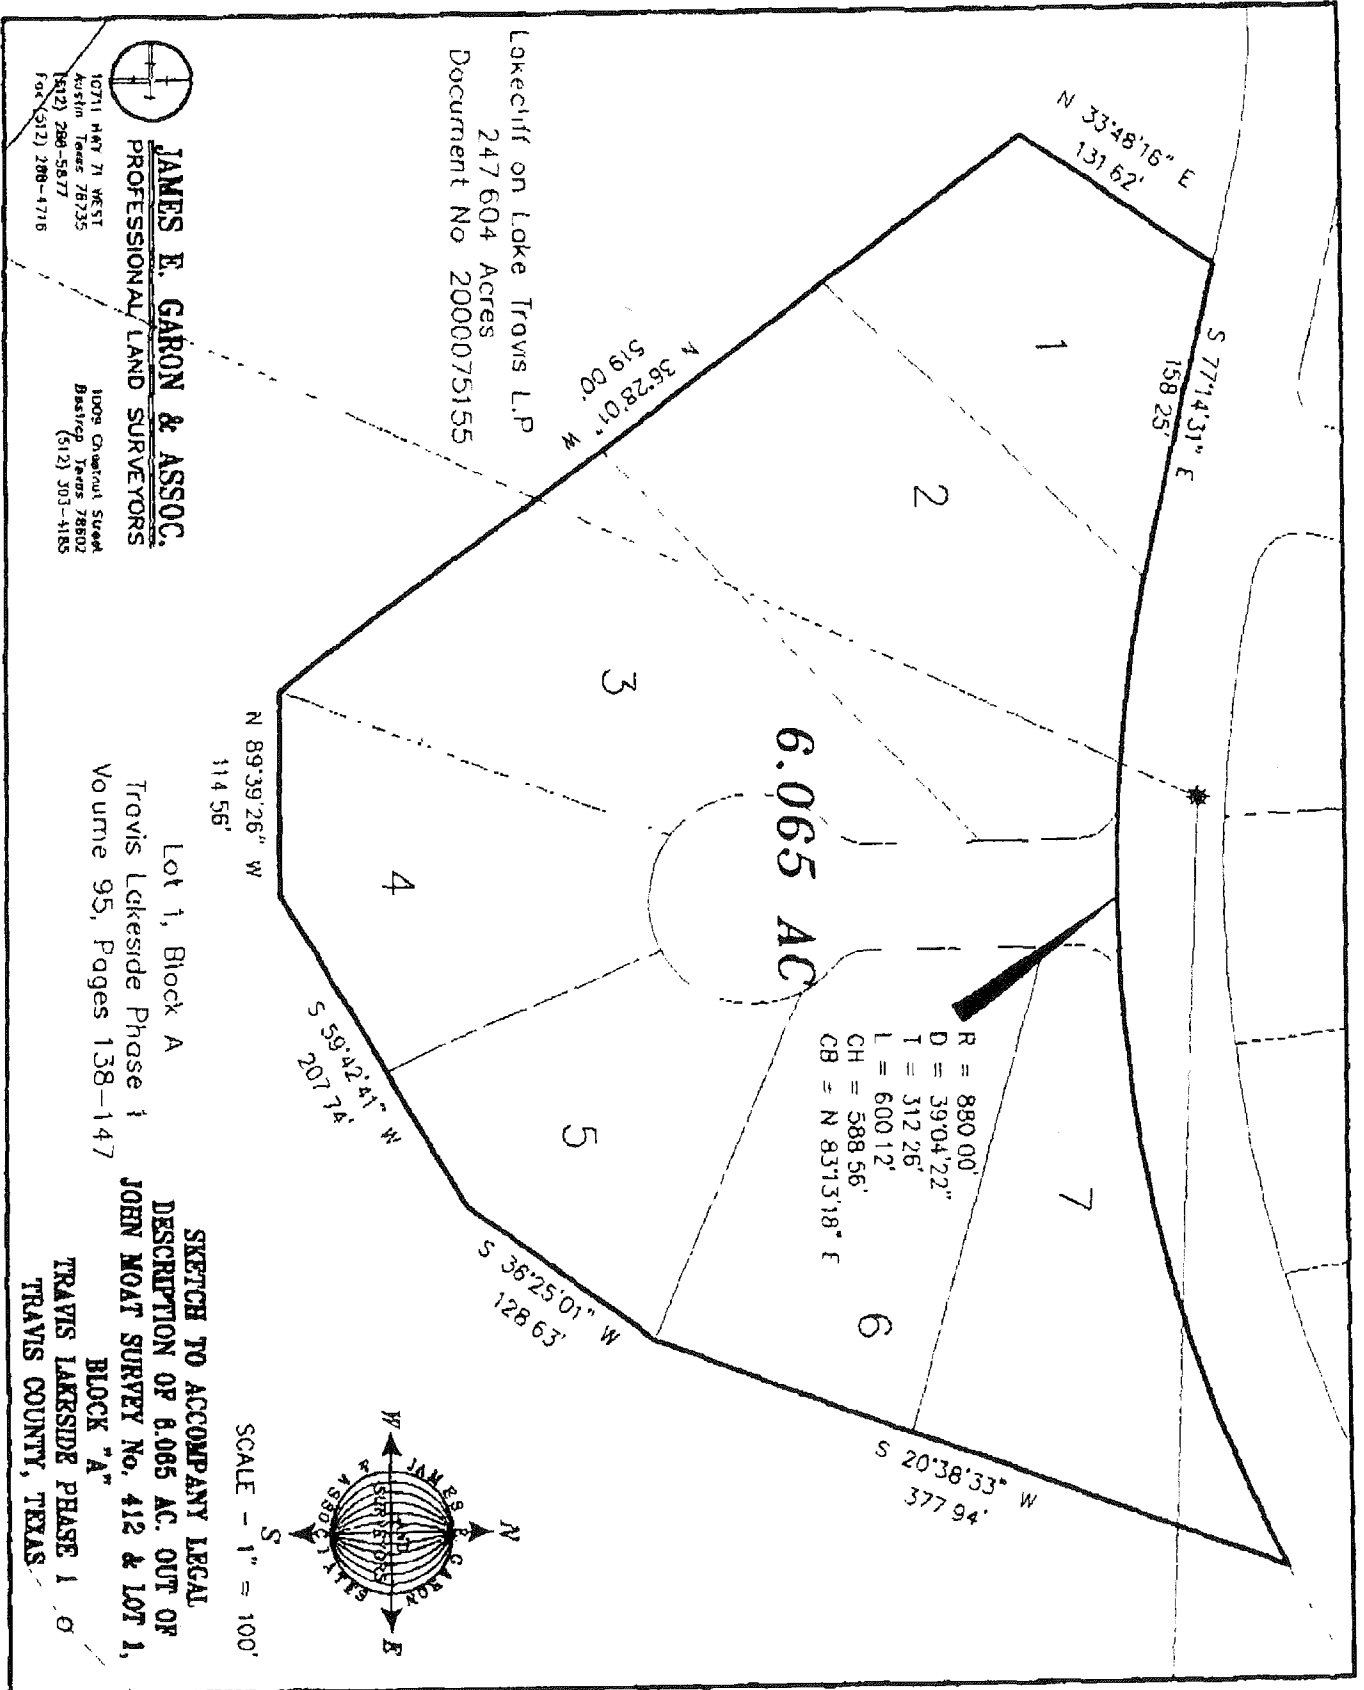 N 33°48'16" E
131 62'
S 77°14'31" E
158 25'
1
2
3
4
5
6
7
6.065 AC
R = 880 00'
D = 39°04'22"
T = 312 26'
L = 600 12'
CH = 588 56'
CB = N 83°13'18" E
Lakecliff on Lake Travis L.P
247 604 Acres
Document No 2000075155
N 36°28'01" W
519 00'
N 89°39'26" W
114 56'
S 59°42'41" W
207 74'
S 36°25'01" W
128 63'
S 20°38'33" W
377 94'
Lot 1, Block A
Travis Lakeside Phase 1
Vo ume 95, Pages 138-147
N
W
E
S
JAMES E GARON
& ASSOC
SCALE - 1" = 100'
JAMES E. GARON & ASSOC.
PROFESSIONAL LAND SURVEYORS
10711 HWY 71 WEST
Austin Texas 78735
(512) 288-5877
Fax (512) 288-4716
1009 Chestnut Street
Bastrop Texas 78602
(512) 303-4185
SKETCH TO ACCOMPANY LEGAL
DESCRIPTION OF 6.065 AC. OUT OF
JOHN MOAT SURVEY No. 412 & LOT 1,
BLOCK "A"
TRAVIS LAKESIDE PHASE 1
TRAVIS COUNTY, TEXAS